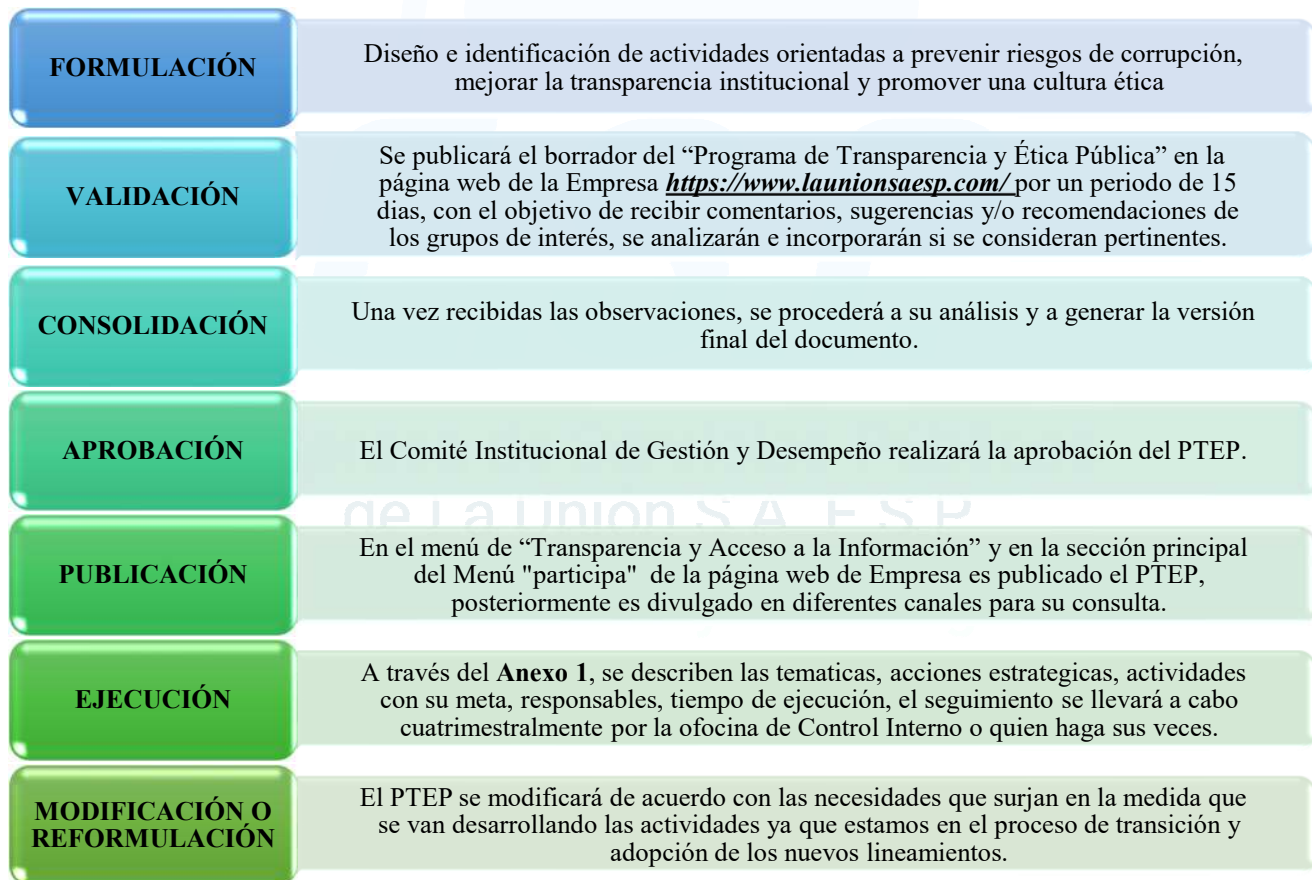 FORMULACIÓN
Diseño e identificación de actividades orientadas a prevenir riesgos de corrupción,
mejorar la transparencia institucional y promover una cultura ética
VALIDACIÓN
Se publicará el borrador del “Programa de Transparencia y Ética Pública” en la
página web de la Empresa https://www.launionsaesp.com/ por un periodo de 15
dias, con el objetivo de recibir comentarios, sugerencias y/o recomendaciones de
los grupos de interés, se analizarán e incorporarán si se consideran pertinentes.
CONSOLIDACIÓN
Una vez recibidas las observaciones, se procederá a su análisis y a generar la versión
final del documento.
APROBACIÓN
El Comité Institucional de Gestión y Desempeño realizará la aprobación del PTEP.
de La Unión S.A. E.S.P
PUBLICACIÓN
En el menú de “Transparencia y Acceso a la Información” y en la sección principal
del Menú "participa" de la página web de Empresa es publicado el PTEP,
posteriormente es divulgado en diferentes canales para su consulta.
EJECUCIÓN
A través del Anexo 1, se describen las tematicas, acciones estrategicas, actividades
con su meta, responsables, tiempo de ejecución, el seguimiento se llevará a cabo
cuatrimestralmente por la ofocina de Control Interno o quien haga sus veces.
MODIFICACIÓN O
REFORMULACIÓN
El PTEP se modificará de acuerdo con las necesidades que surjan en la medida que
se van desarrollando las actividades ya que estamos en el proceso de transición y
adopción de los nuevos lineamientos.